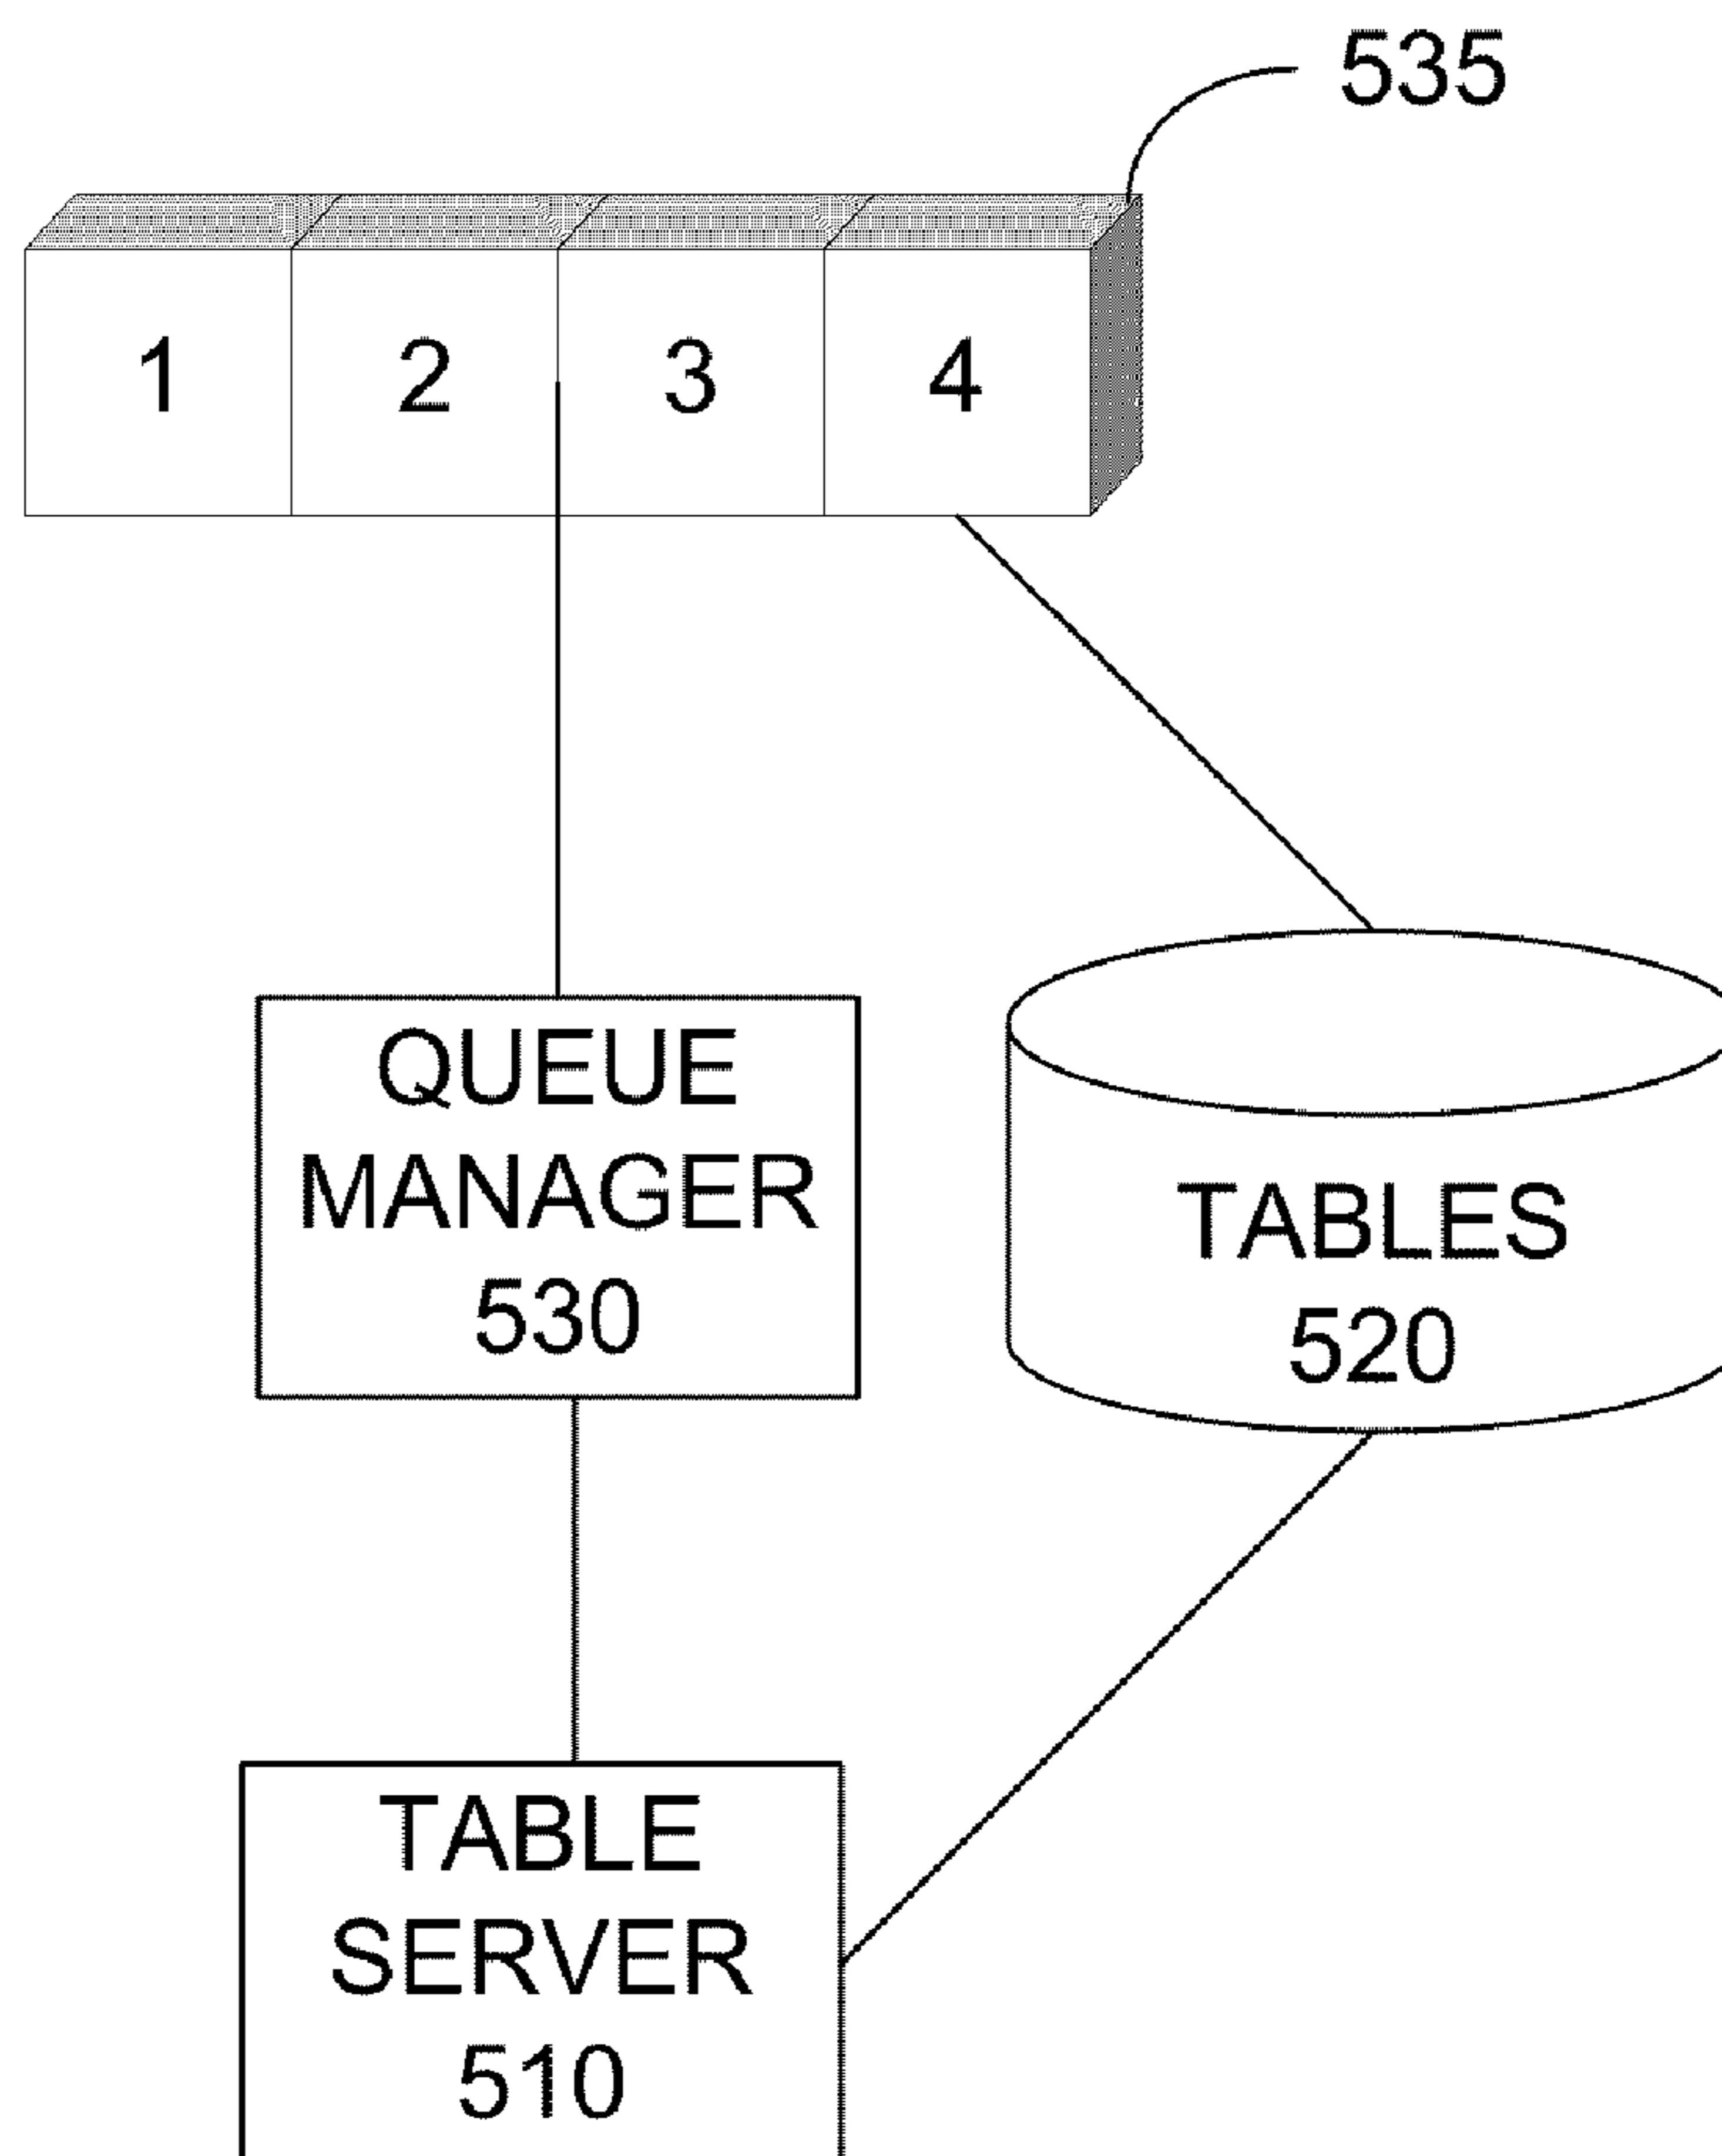 535
1 2 3 4
QUEUE
MANAGER
530
TABLES
520
TABLE
SERVER
510